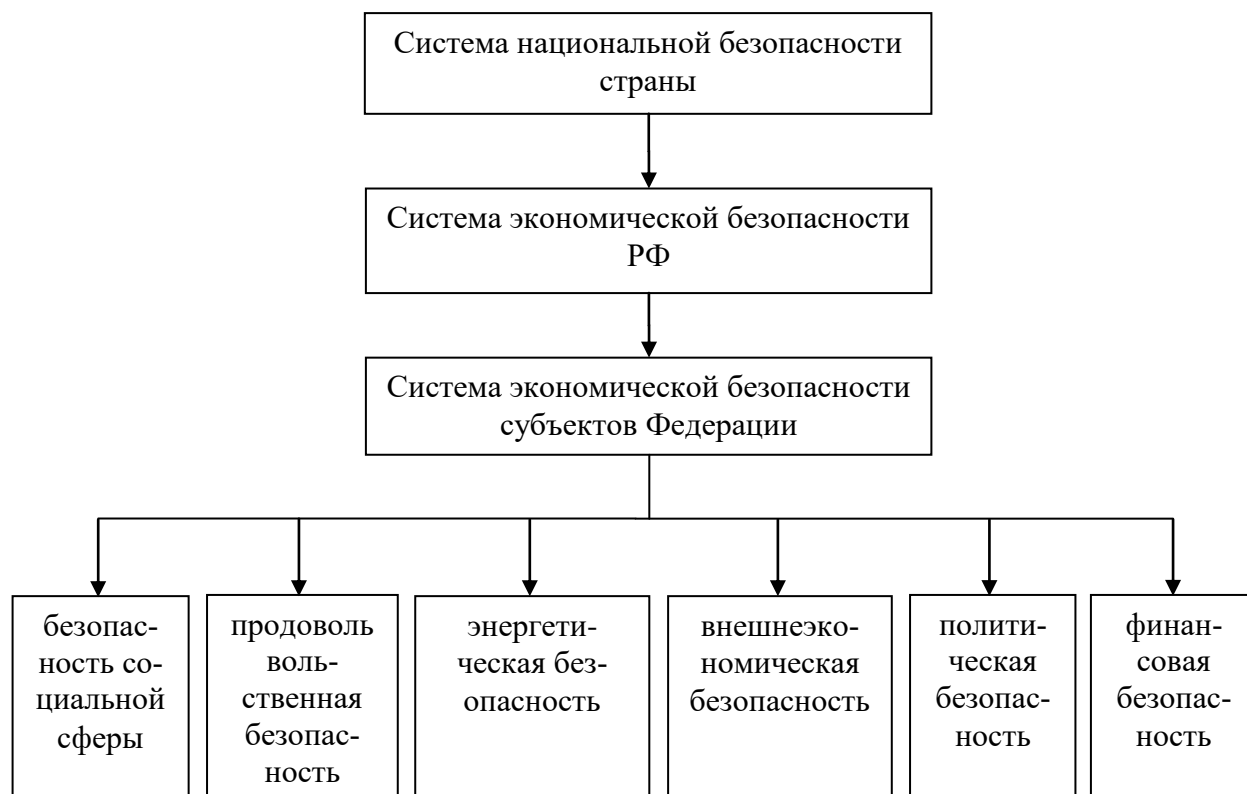 Система национальной безопасности
страны
Система экономической безопасности
РФ
Система экономической безопасности
субъектов Федерации
безопас-
ность со-
циальной
сферы
продоволь
воль-
ственная
безопас-
ность
энергети-
ческая без-
опасность
внешнеэко-
номическая
безопасность
полити-
ческая
безопас-
ность
финан-
совая
безопас-
ность